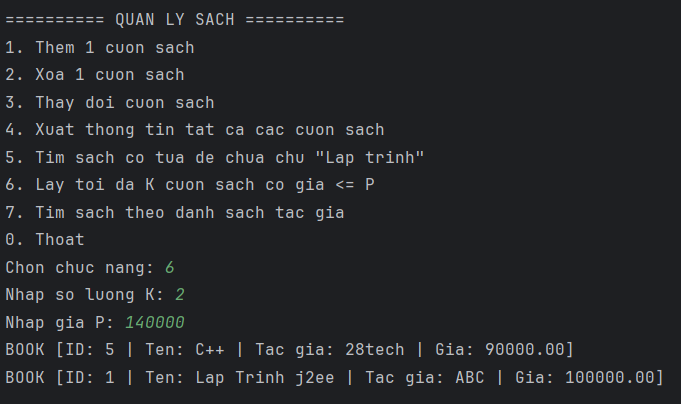 ========== QUAN LY SACH ==========
1. Them 1 cuon sach
2. Xoa 1 cuon sach
3. Thay doi cuon sach
4. Xuat thong tin tat ca cac cuon sach
5. Tim sach co tua de chua chu "Lap trinh"
6. Lay toi da K cuon sach co gia <= P
7. Tim sach theo danh sach tac gia
0. Thoat
Chon chuc nang: 6
Nhap so luong K: 2
Nhap gia P: 140000
BOOK [ID: 5 | Ten: C++ | Tac gia: 28tech | Gia: 90000.00]
BOOK [ID: 1 | Ten: Lap Trinh j2ee | Tac gia: ABC | Gia: 100000.00]